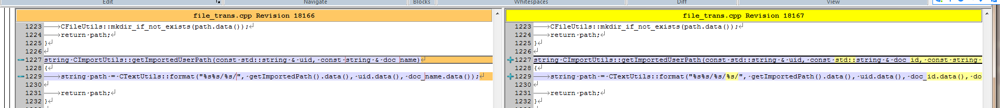 Edit Navigate Blocks Whitespaces Diff View
file_trans.cpp Revision 18166
1223 CFileUtils::mkdir_if_not_exists(path.data());
1224 return path;
1225 }
1226
1227 string CImportUtils::getImportedUserPath(const std::string & uid, const string & doc_name)
1228 {
1229 string path = CTextUtils::format("%s%s/%s/", getImportedPath().data(), uid.data(), doc_name.data());
1230
1231 return path;
1232 }
file_trans.cpp Revision 18167
1223 CFileUtils::mkdir_if_not_exists(path.data());
1224 return path;
1225 }
1226
1227 string CImportUtils::getImportedUserPath(const std::string & uid, const std::string & doc_id, const string
1228 {
1229 string path = CTextUtils::format("%s%s/%s/%s/", getImportedPath().data(), uid.data(), doc_id.data(), do
1230
1231 return path;
1232 }